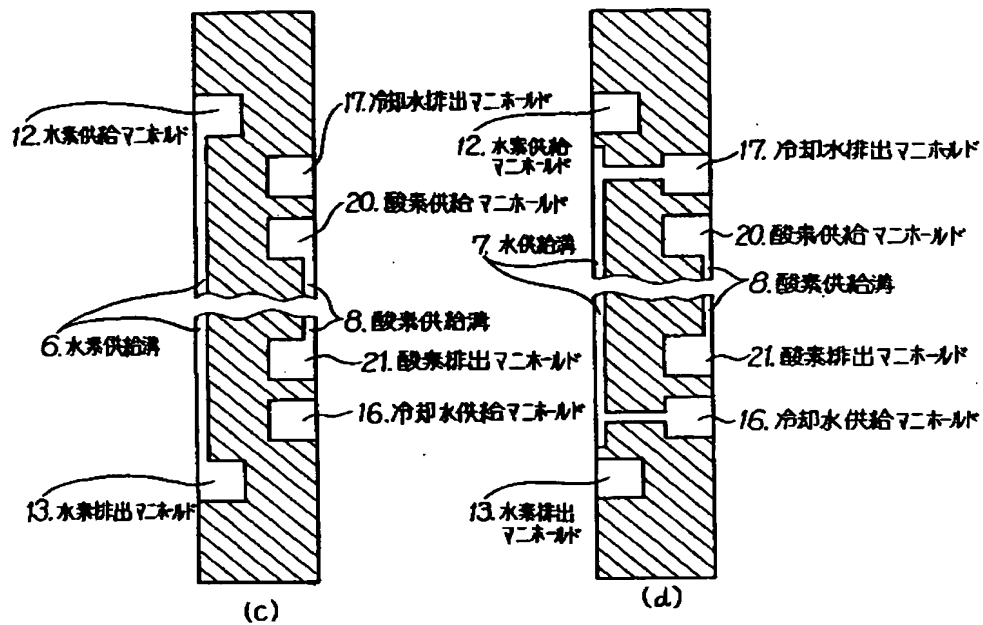 12.水素供給マニホルド
17.冷却水排出マニホールド
20.酸素供給マニホルド
6.水素供給溝
8.酸素供給溝
21.酸素排出マニホルド
16.冷却水供給マニホールド
13.水素排出マニホールド
(c)
12.水素供給
マニホルド
17.冷却水排出マニホールド
7.水供給溝
20.酸素供給マニホルド
8.酸素供給溝
21.酸素排出マニホルド
16.冷却水供給マニホールド
13.水素排出
マニホールド
(d)